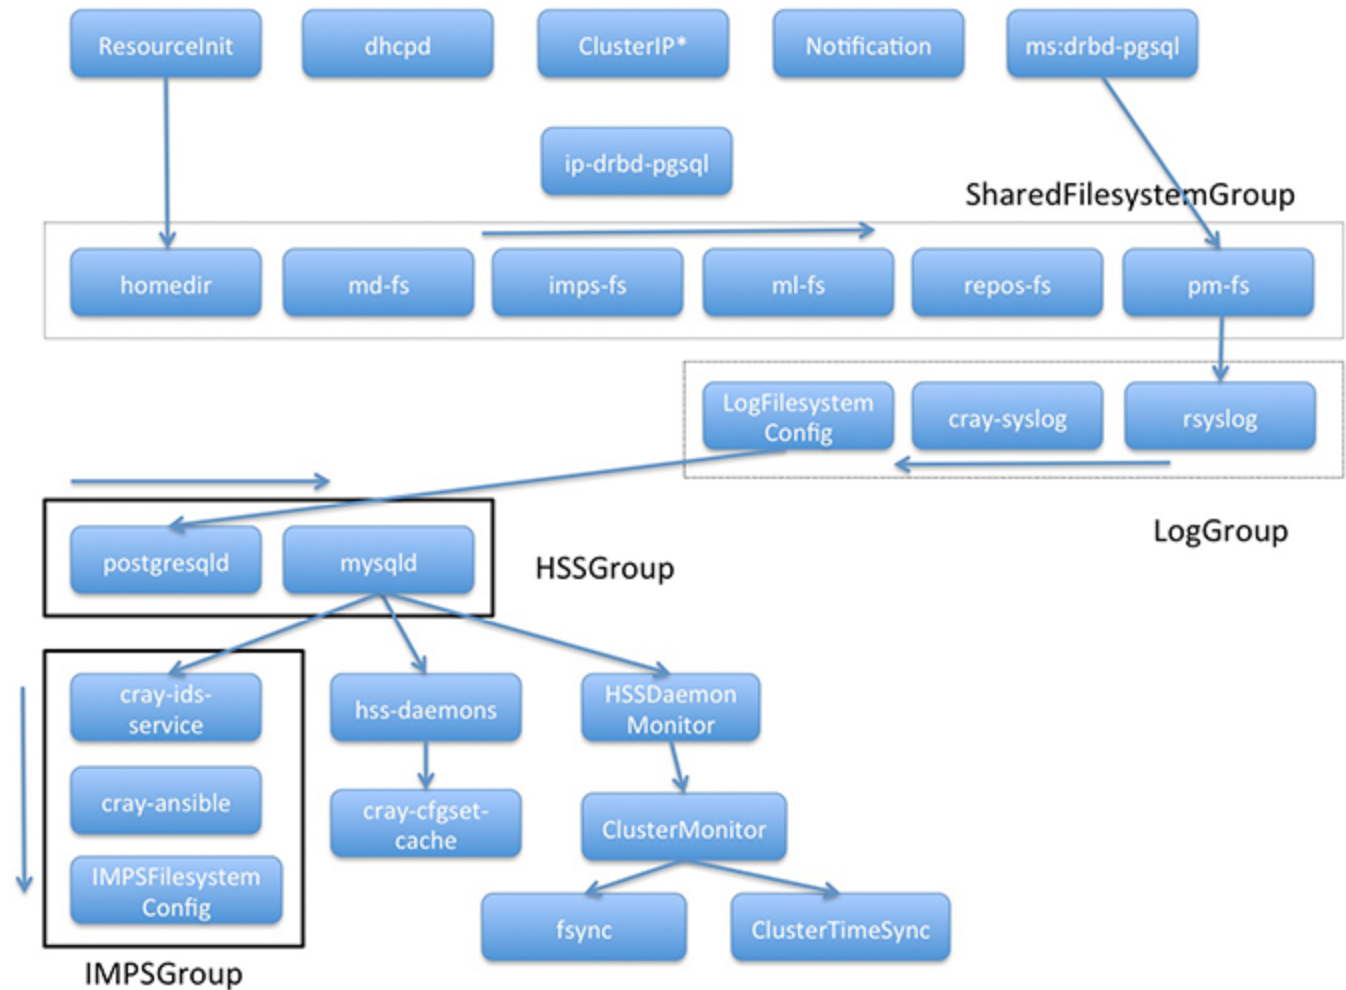 ResourceInit
dhcpd
ClusterIP*
Notification
ms:drbd-pgsql
ip-drbd-pgsql
SharedFilesystemGroup
homedir
md-fs
imps-fs
ml-fs
repos-fs
pm-fs
LogFilesystem
Config
cray-syslog
rsyslog
LogGroup
postgresqld
mysqld
HSSGroup
cray-ids-
service
hss-daemons
HSSDaemon
Monitor
cray-ansible
cray-cfgset-
cache
ClusterMonitor
IMPSFilesystem
Config
fsync
ClusterTimeSync
IMPSGroup